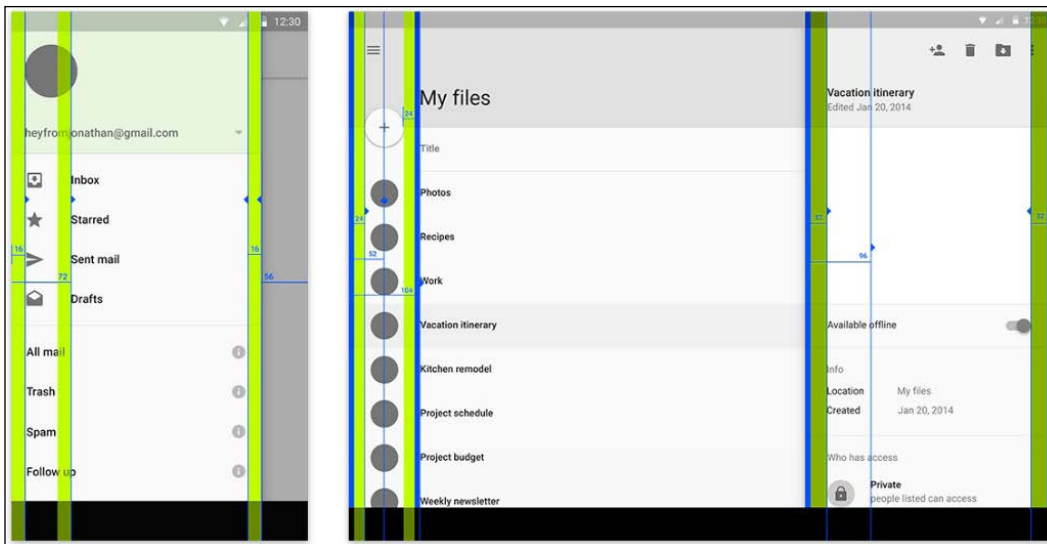 12:30
heyfromjonathan@gmail.com
Inbox
Starred
16
16
Sent mail
72
56
Drafts
All mail
Trash
Spam
Follow up
12:30
My files
24
+
Title
Photos
24
Recipes
52
Work
104
Vacation itinerary
Kitchen remodel
Project schedule
Project budget
Weekly newsletter
Vacation itinerary
Edited Jan 20, 2014
32
32
96
Available offline
Info
Location My files
Created Jan 20, 2014
Who has access
Private
people listed can access